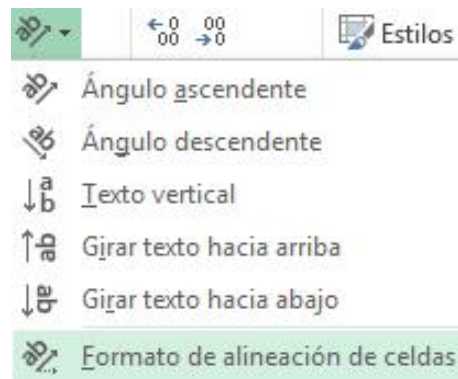 Estilos
Ángulo ascendente
Ángulo descendente
Texto vertical
Girar texto hacia arriba
Girar texto hacia abajo
Formato de alineación de celdas